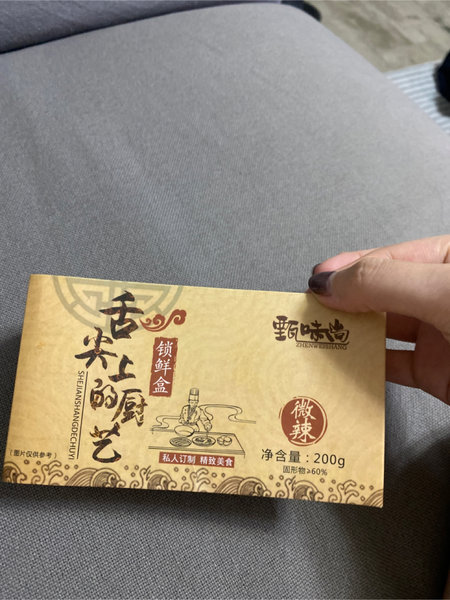 舌尖上的厨艺
SHEJIANSHANGDECHUYI
锁鲜盒
甄味尚
ZHENWEISHANG
微辣
（图片仅供参考）
私人订制 精致美食
净含量：200g
固形物≥60%